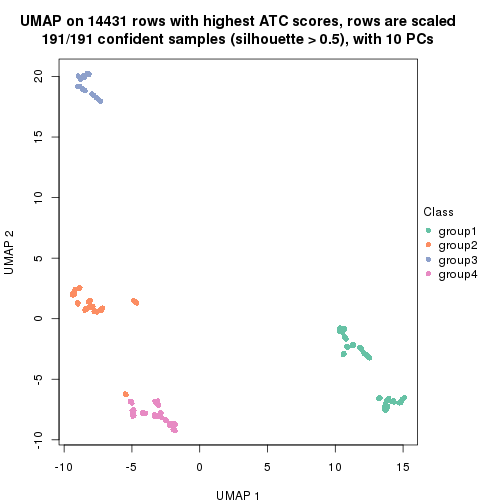 UMAP on 14431 rows with highest ATC scores, rows are scaled
191/191 confident samples (silhouette > 0.5), with 10 PCs
20
15
10
5
0
-5
-10
UMAP 2
-10
-5
0
5
10
15
UMAP 1
Class
group1
group2
group3
group4